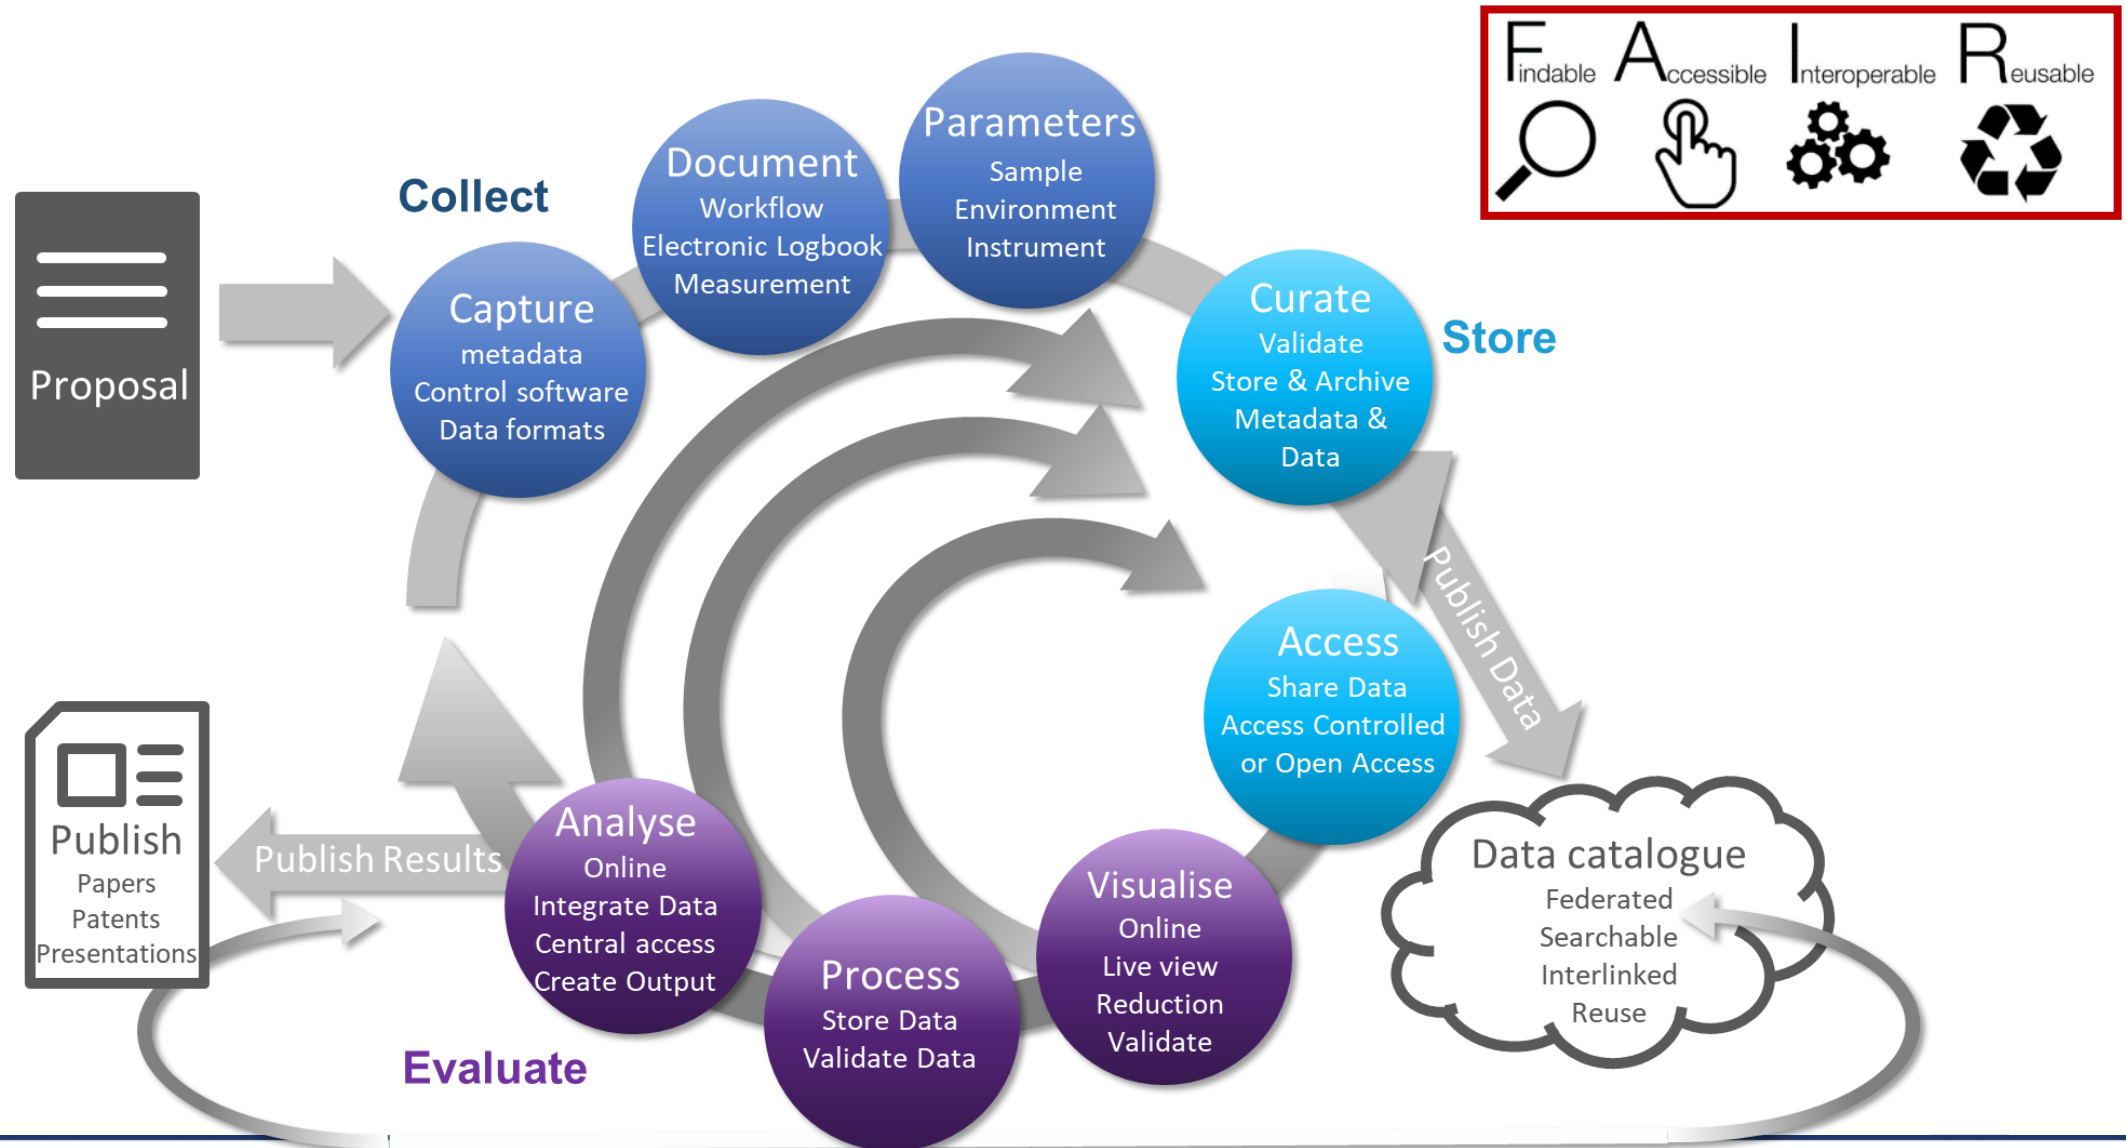 Findable Accessible Interoperable Reusable
Collect
Proposal
Capture
metadata
Control software
Data formats
Document
Workflow
Electronic Logbook
Measurement
Parameters
Sample
Environment
Instrument
Curate
Validate
Store & Archive
Metadata &
Data
Store
Publish Data
Access
Share Data
Access Controlled
or Open Access
Data catalogue
Federated
Searchable
Interlinked
Reuse
Visualise
Online
Live view
Reduction
Validate
Process
Store Data
Validate Data
Analyse
Online
Integrate Data
Central access
Create Output
Evaluate
Publish Results
Publish
Papers
Patents
Presentations